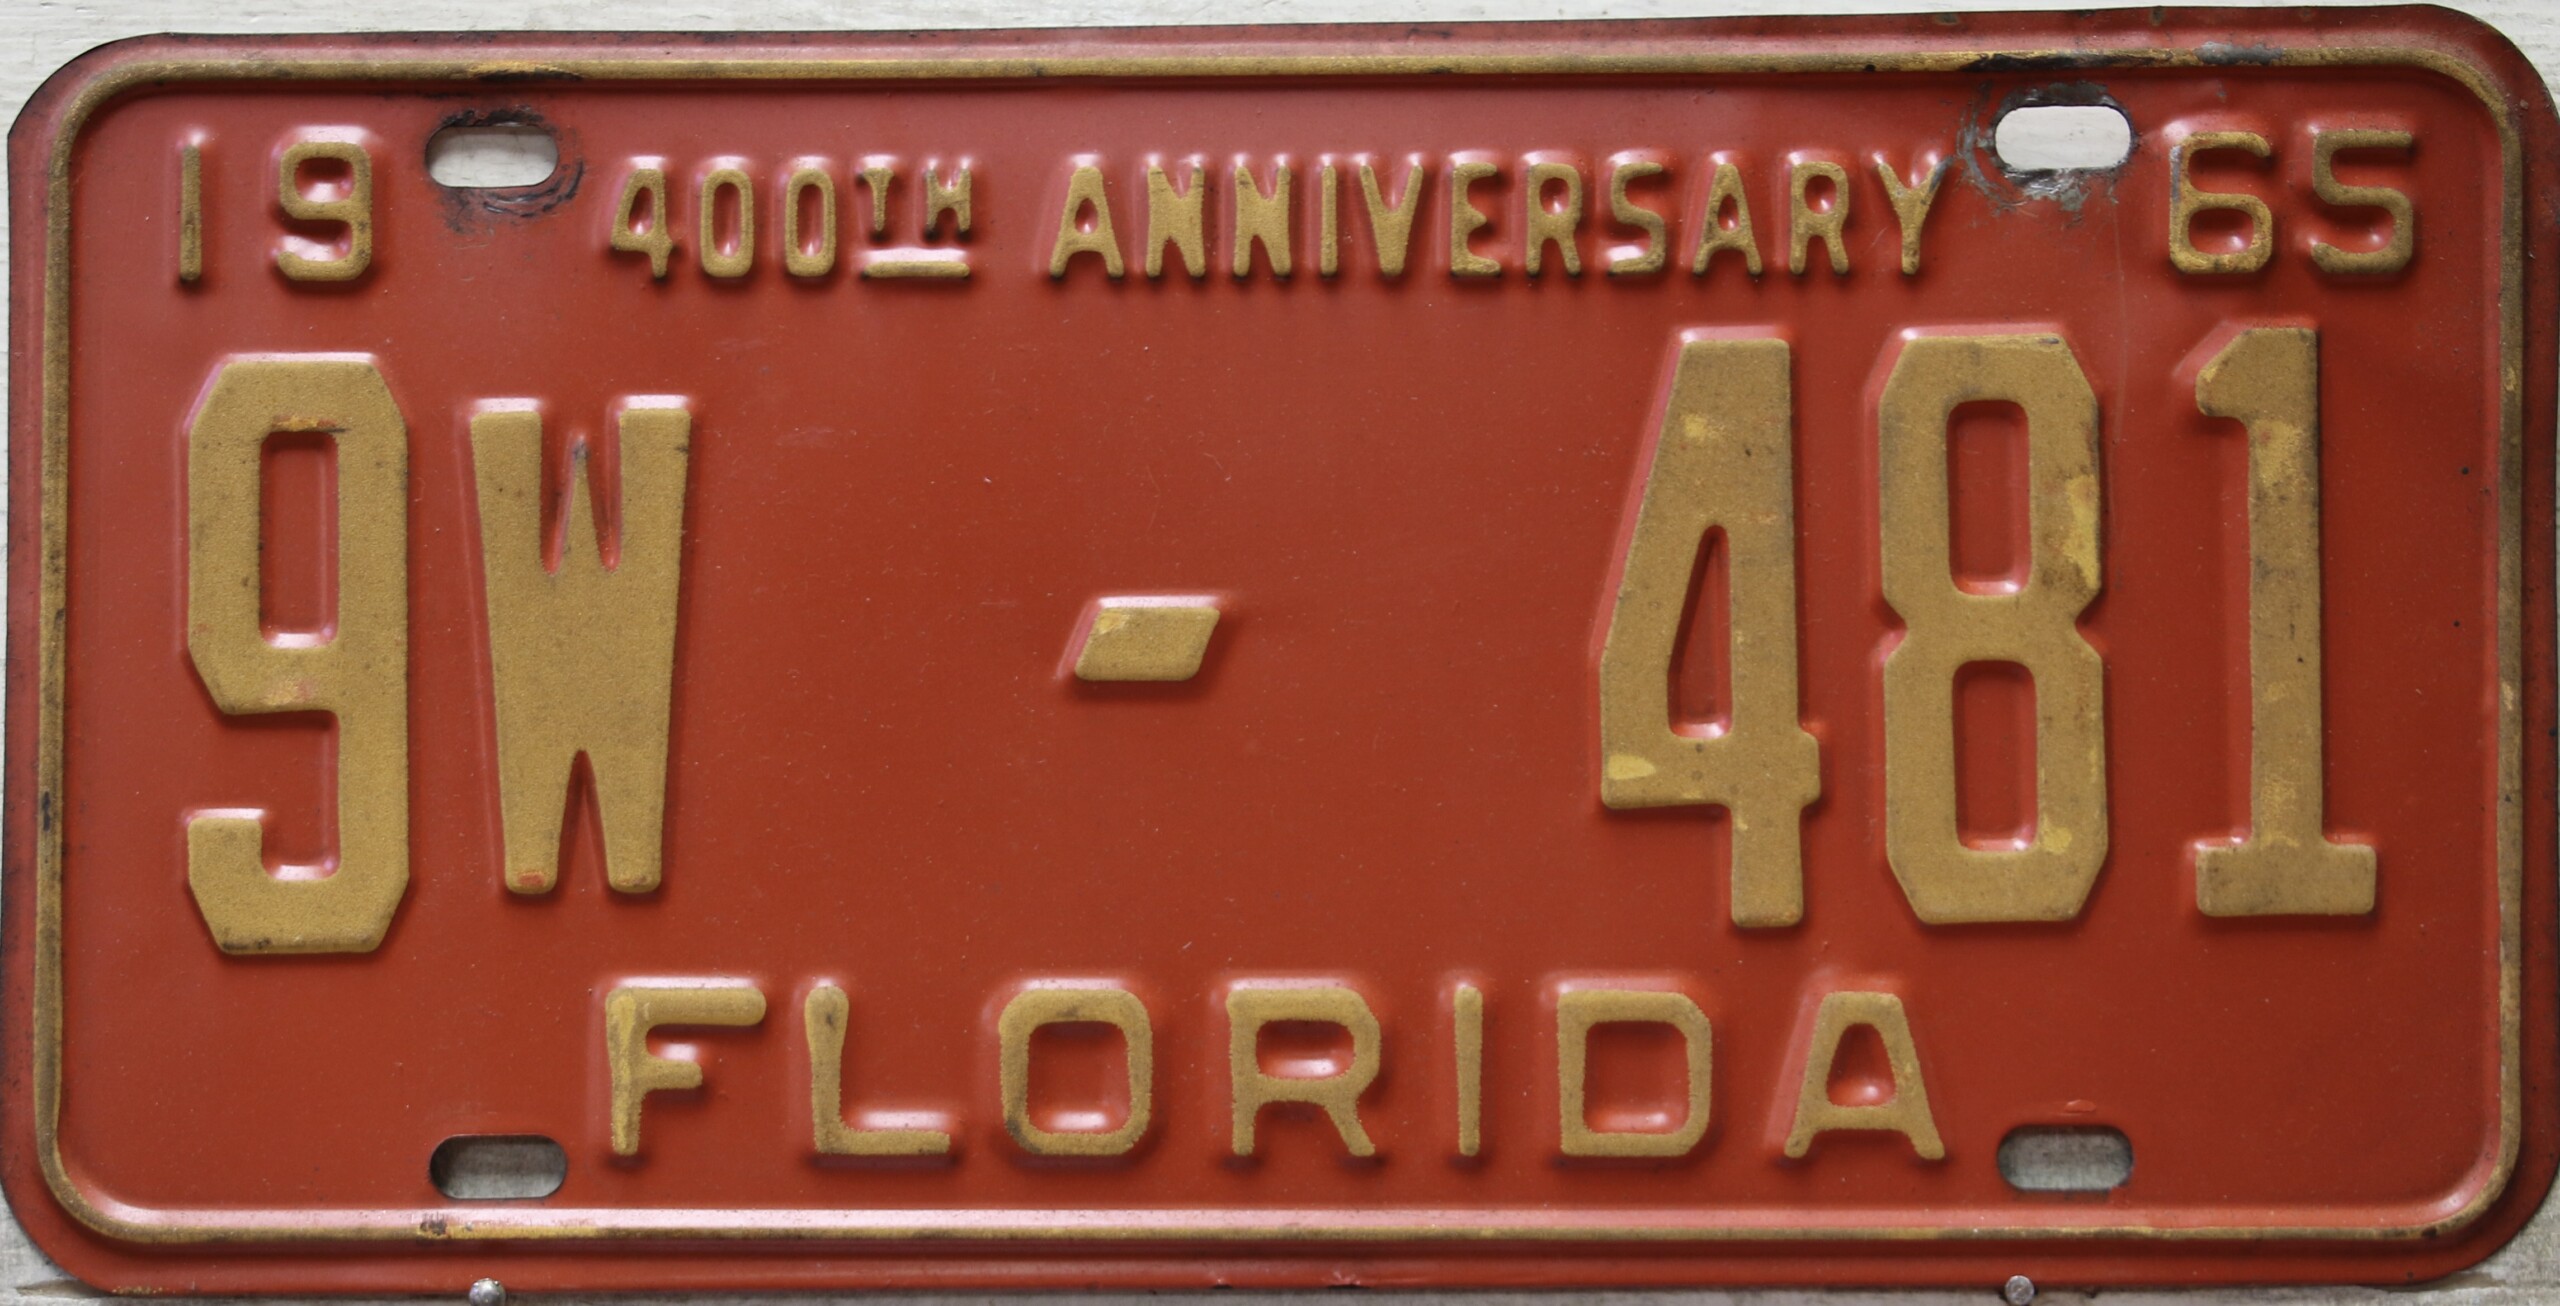 19 400TH ANNIVERSARY 65
9W - 481
FLORIDA